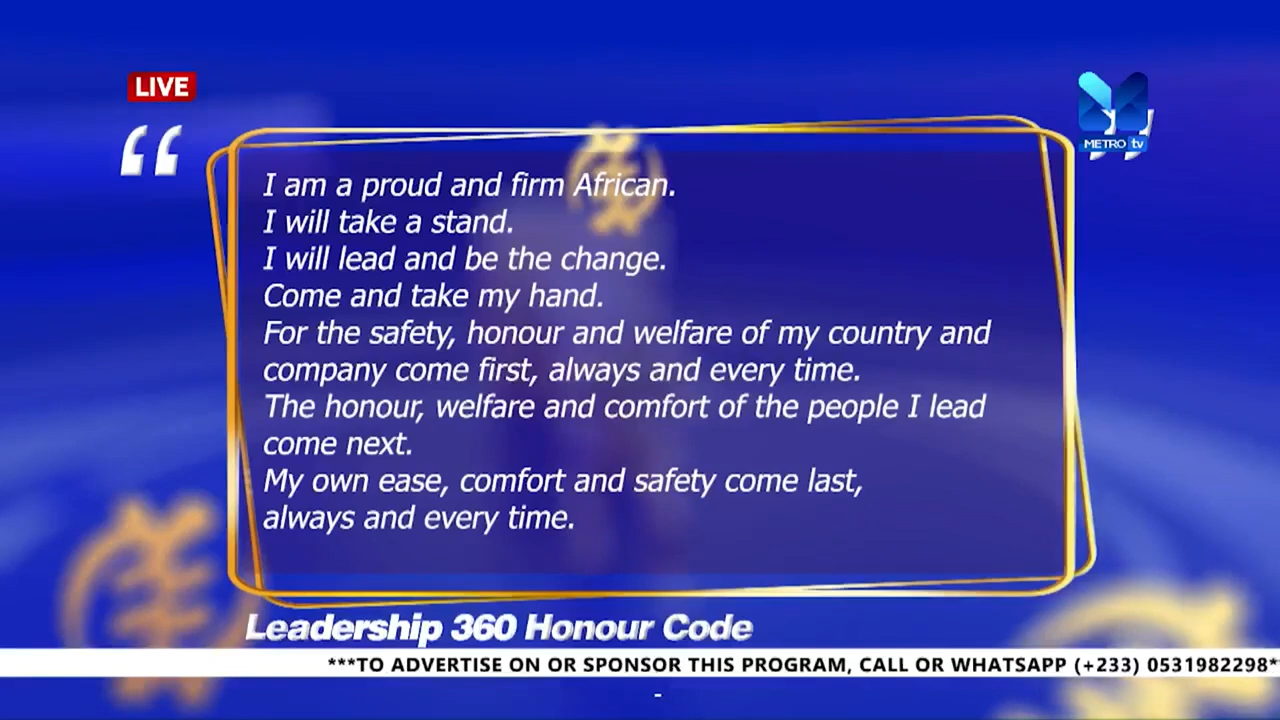 LIVE
METRO tv
“
I am a proud and firm African.
I will take a stand.
I will lead and be the change.
Come and take my hand.
For the safety, honour and welfare of my country and
company come first, always and every time.
The honour, welfare and comfort of the people I lead
come next.
My own ease, comfort and safety come last,
always and every time.
”
Leadership 360 Honour Code
***TO ADVERTISE ON OR SPONSOR THIS PROGRAM, CALL OR WHATSAPP (+233) 0531982298*
-